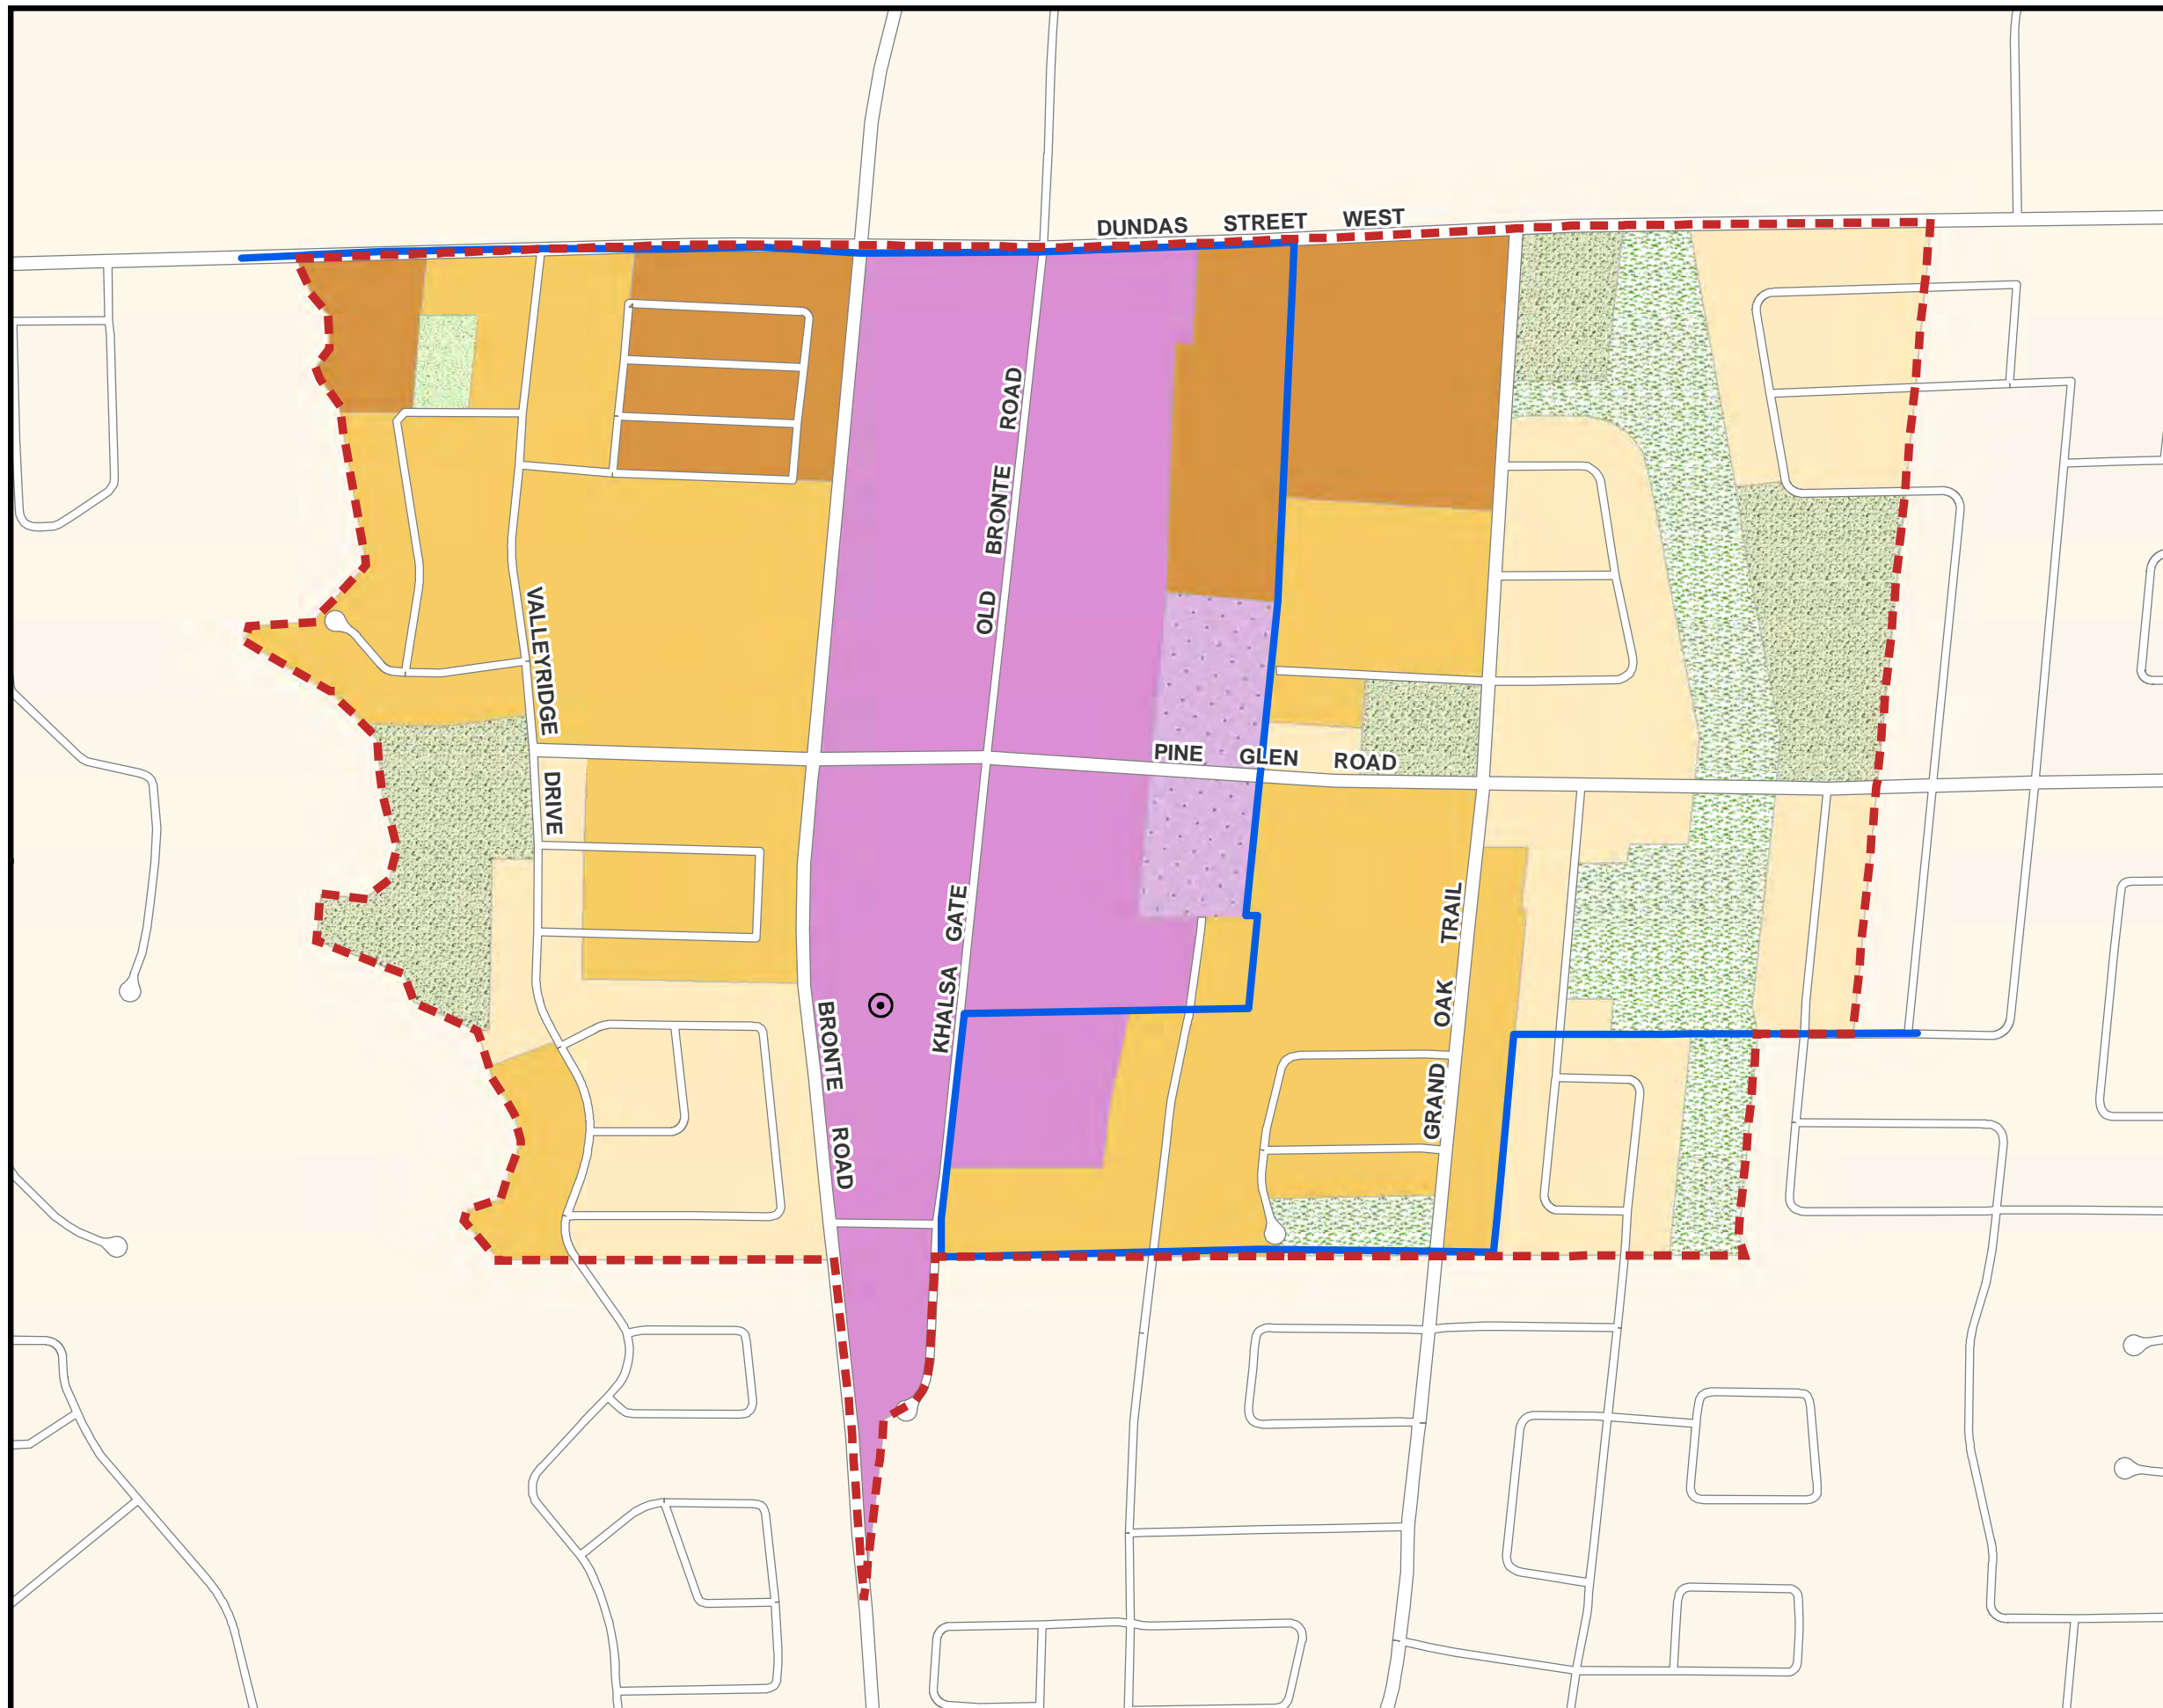 DUNDAS STREET WEST
OLD BRONTE ROAD
VALLEYRIDGE DRIVE
PINE GLEN ROAD
KHALSA GATE
BRONTE ROAD
GRAND OAK TRAIL